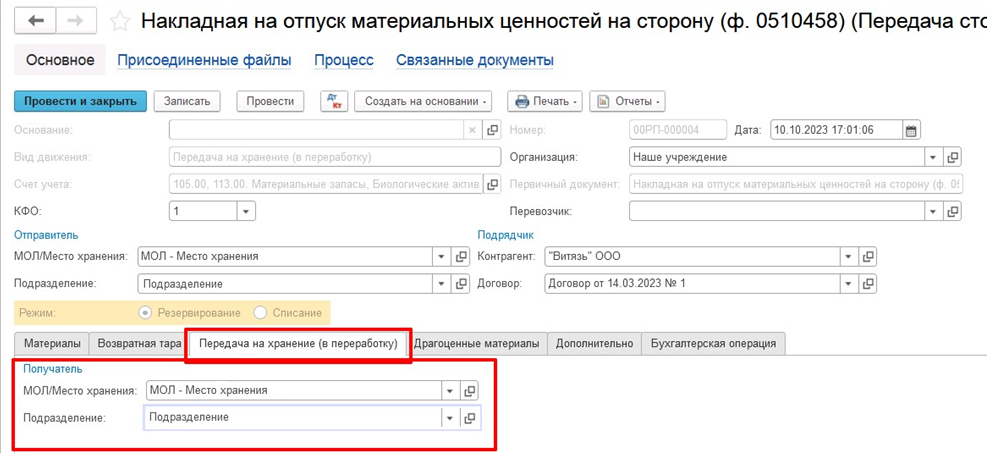 Накладная на отпуск материальных ценностей на сторону (ф. 0510458) (Передача сто
Основное Присоединенные файлы Процесс Связанные документы
Провести и закрыть Записать Провести Дт Кт Создать на основании Печать Отчеты
Основание: Номер: 00РП-000004 Дата: 10.10.2023 17:01:06
Вид движения: Передача на хранение (в переработку) Организация: Наше учреждение
Счет учета: 105.00, 113.00. Материальные запасы, Биологические актив Первичный документ: Накладная на отпуск материальных ценностей на сторону (ф. 05
КФО: 1 Перевозчик:
Отправитель Подрядчик
МОЛ/Место хранения: МОЛ - Место хранения Контрагент: "Витязь" ООО
Подразделение: Подразделение Договор: Договор от 14.03.2023 № 1
Режим: Резервирование Списание
Материалы Возвратная тара Передача на хранение (в переработку) Драгоценные материалы Дополнительно Бухгалтерская операция
Получатель
МОЛ/Место хранения: МОЛ - Место хранения
Подразделение: Подразделение